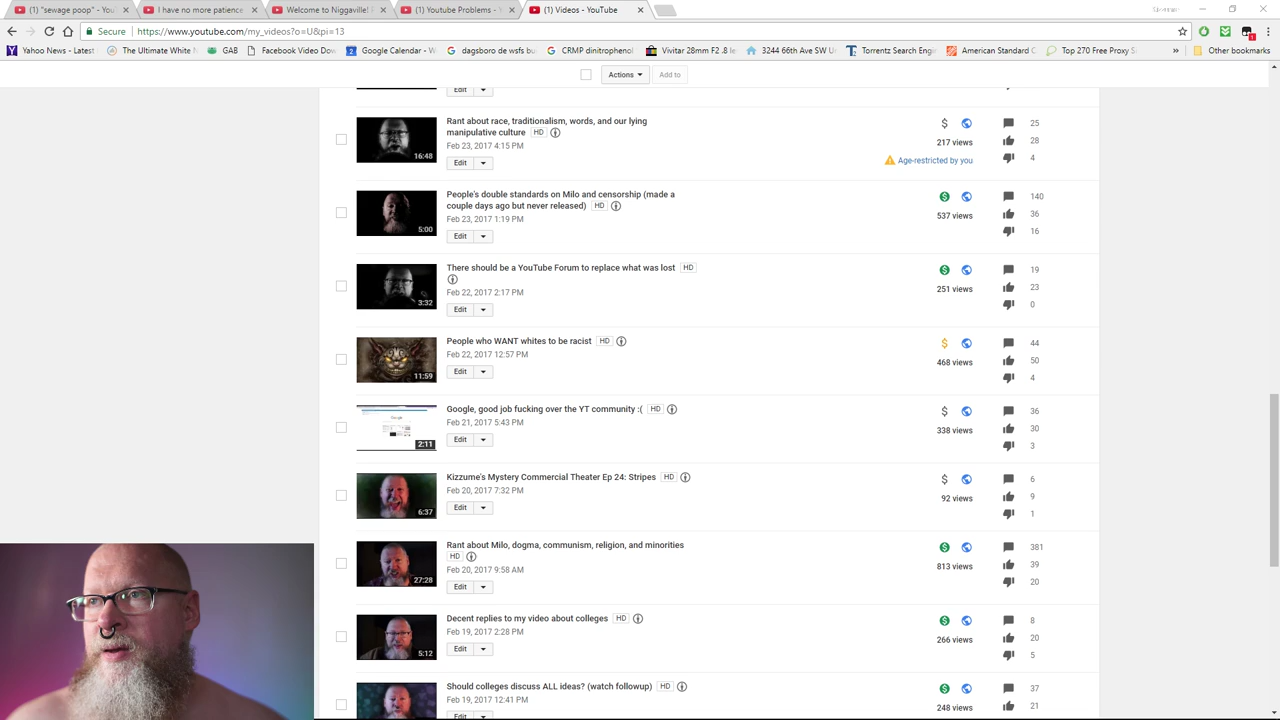 (1) "sewage poop" - You
I have no more patience
Welcome to Niggaville! F
(1) Youtube Problems - Y
(1) Videos - YouTube
Secure https://www.youtube.com/my_videos?o=U&pi=13
Yahoo News - Latest
The Ultimate White
GAB
Facebook Video Dow
Google Calendar - W
dagsboro de wsfs bu
CRMP dinitrophenol
Vivitar 28mm F2 .8 le
3244 66th Ave SW U
Torrentz Search Engi
American Standard C
Top 270 Free Proxy S
Other bookmarks
Actions Add to
Edit
Rant about race, traditionalism, words, and our lying
manipulative culture HD
Feb 23, 2017 4:15 PM
Edit
16:48
217 views
Age-restricted by you
25
28
4
People's double standards on Milo and censorship (made a
couple days ago but never released) HD
Feb 23, 2017 1:19 PM
Edit
5:00
537 views
140
36
16
There should be a YouTube Forum to replace what was lost HD
Feb 22, 2017 2:17 PM
Edit
3:32
251 views
19
23
0
People who WANT whites to be racist HD
Feb 22, 2017 12:57 PM
Edit
11:59
468 views
44
50
4
Google, good job fucking over the YT community :( HD
Feb 21, 2017 5:43 PM
Edit
Google
2:11
338 views
36
30
3
Kizzume's Mystery Commercial Theater Ep 24: Stripes HD
Feb 20, 2017 7:32 PM
Edit
6:37
92 views
6
9
1
Rant about Milo, dogma, communism, religion, and minorities
HD
Feb 20, 2017 9:58 AM
Edit
27:28
813 views
381
39
20
Decent replies to my video about colleges HD
Feb 19, 2017 2:28 PM
Edit
5:12
266 views
8
20
5
Should colleges discuss ALL ideas? (watch followup) HD
Feb 19, 2017 12:41 PM
Edit
248 views
37
21